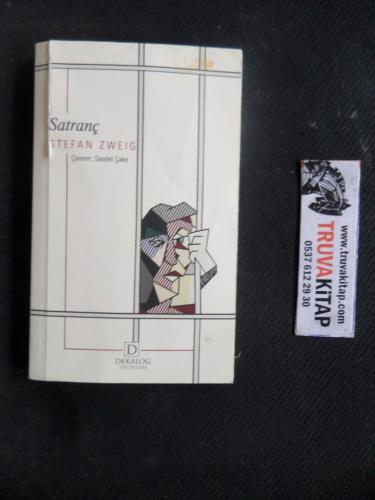 Satranç
STEFAN ZWEIG
Çeviren: Saadet Çakır
D
DEKALOG
YAYINLARI
www.truvakitap.com
TRUVAKİTAP
0537 612 29 30